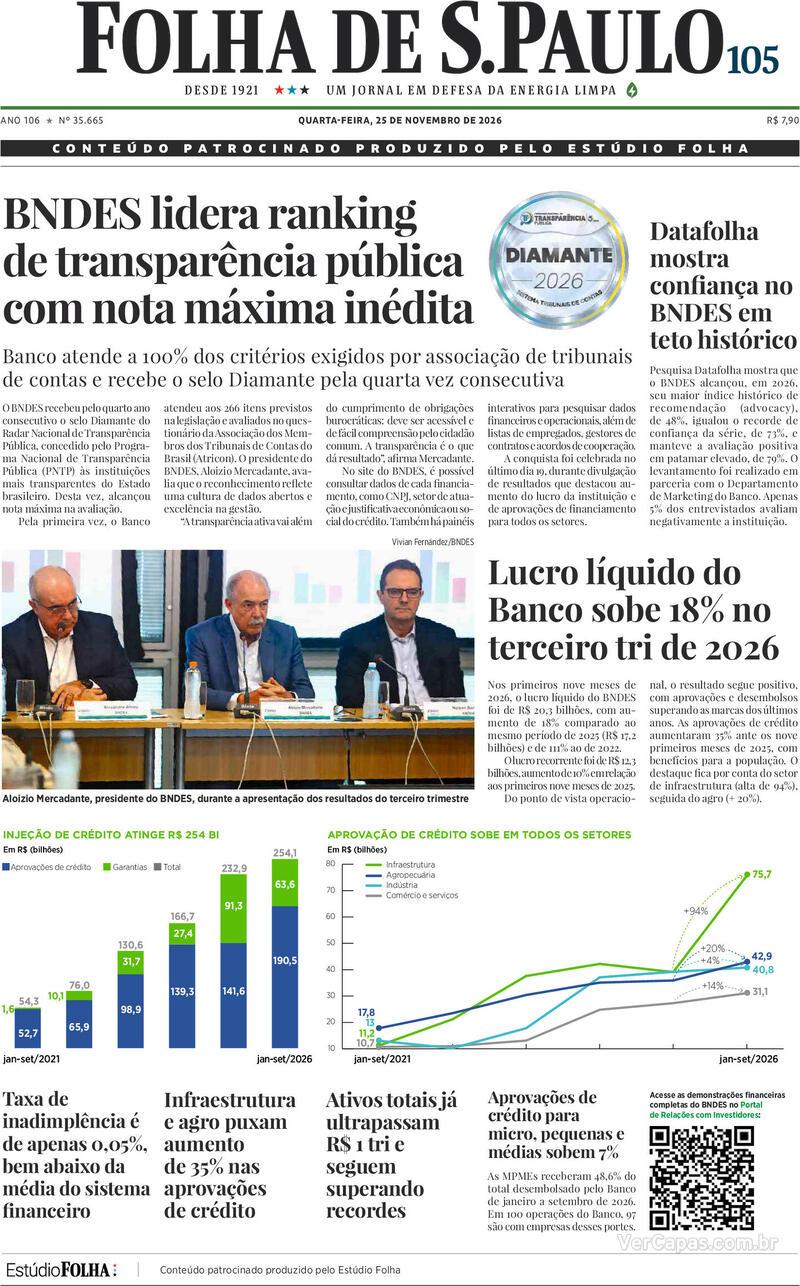 FOLHA DE S.PAULO
105
DESDE 1921 ★★★ UM JORNAL EM DEFESA DA ENERGIA LIMPA
ANO 106 ★ Nº 35.665
QUARTA-FEIRA, 25 DE NOVEMBRO DE 2026
R$ 7,90
CONTEÚDO PATROCINADO PRODUZIDO PELO ESTÚDIO FOLHA
BNDES lidera ranking
de transparência pública
com nota máxima inédita
TRANSPARÊNCIA
PÚBLICA
DIAMANTE
2026
SISTEMA TRIBUNAIS DE CONTAS
Banco atende a 100% dos critérios exigidos por associação de tribunais
de contas e recebe o selo Diamante pela quarta vez consecutiva
O BNDES recebeu pelo quarto ano
consecutivo o selo Diamante do
Radar Nacional de Transparência
Pública, concedido pelo Progra-
ma Nacional de Transparência
Pública (PNTP) às instituições
mais transparentes do Estado
brasileiro. Desta vez, alcançou
nota máxima na avaliação.
Pela primeira vez, o Banco
atendeu aos 266 itens previstos
na legislação e avaliados no ques-
tionário da Associação dos Mem-
bros dos Tribunais de Contas do
Brasil (Atricon). O presidente do
BNDES, Aloizio Mercadante, ava-
lia que o reconhecimento reflete
uma cultura de dados abertos e
excelência na gestão.
“A transparência ativa vai além
do cumprimento de obrigações
burocráticas: deve ser acessível e
de fácil compreensão pelo cidadão
comum. A transparência é o que
dá resultado”, afirma Mercadante.
No site do BNDES, é possível
consultar dados de cada financia-
mento, como CNPJ, setor de atua-
ção e justificativa econômica ou so-
cial do crédito. Também há painéis
interativos para pesquisar dados
financeiros e operacionais, além de
listas de empregados, gestores de
contratos e acordos de cooperação.
A conquista foi celebrada no
último dia 19, durante divulgação
de resultados que destacou au-
mento do lucro da instituição e
de aprovações de financiamento
para todos os setores.
Datafolha
mostra
confiança no
BNDES em
teto histórico
Pesquisa Datafolha mostra que
o BNDES alcançou, em 2026,
seu maior índice histórico de
recomendação (advocacy),
de 48%, igualou o recorde de
confiança da série, de 73%, e
manteve a avaliação positiva
em patamar elevado, de 79%. O
levantamento foi realizado em
parceria com o Departamento
de Marketing do Banco. Apenas
5% dos entrevistados avaliam
negativamente a instituição.
Vivian Fernández/BNDES
Aloizio Mercadante
BNDES
Aloizio Mercadante, presidente do BNDES, durante a apresentação dos resultados do terceiro trimestre
Lucro líquido do
Banco sobe 18% no
terceiro tri de 2026
Nos primeiros nove meses de
2026, o lucro líquido do BNDES
foi de R$ 20,3 bilhões, com au-
mento de 18% comparado ao
mesmo período de 2025 (R$ 17,2
bilhões) e de 111% ao de 2022.
O lucro recorrente foi de R$ 12,3
bilhões, aumento de 10% em relação
aos primeiros nove meses de 2025.
Do ponto de vista operacio-
nal, o resultado segue positivo,
com aprovações e desembolsos
superando as marcas dos últimos
anos. As aprovações de crédito
aumentaram 35% ante os nove
primeiros meses de 2025, com
benefícios para a população. O
destaque fica por conta do setor
de infraestrutura (alta de 94%),
seguida do agro (+ 20%).
INJEÇÃO DE CRÉDITO ATINGE R$ 254 BI
Em R$ (bilhões)
Aprovações de crédito Garantias Total
54,3
1,6
52,7
76,0
10,1
65,9
130,6
31,7
98,9
166,7
27,4
139,3
232,9
91,3
141,6
254,1
63,6
190,5
jan-set/2021
jan-set/2026
APROVAÇÃO DE CRÉDITO SOBE EM TODOS OS SETORES
Em R$ (bilhões)
Infraestrutura
Agropecuária
Indústria
Comércio e serviços
80
70
60
50
40
30
20
10
17,8
13
11,2
10,7
+94%
+20%
+4%
+14%
75,7
42,9
40,8
31,1
jan-set/2021
jan-set/2026
Taxa de
inadimplência é
de apenas 0,05%,
bem abaixo da
média do sistema
financeiro
Infraestrutura
e agro puxam
aumento
de 35% nas
aprovações
de crédito
Ativos totais já
ultrapassam
R$ 1 tri e
seguem
superando
recordes
Aprovações de
crédito para
micro, pequenas e
médias sobem 7%
As MPMEs receberam 48,6% do
total desembolsado pelo Banco
de janeiro a setembro de 2026.
Em 100 operações do Banco, 97
são com empresas desses portes.
Acesse as demonstrações financeiras
completas do BNDES no Portal
de Relações com Investidores:
VerCapas.com.br
EstúdioFOLHA
Conteúdo patrocinado produzido pelo Estúdio Folha